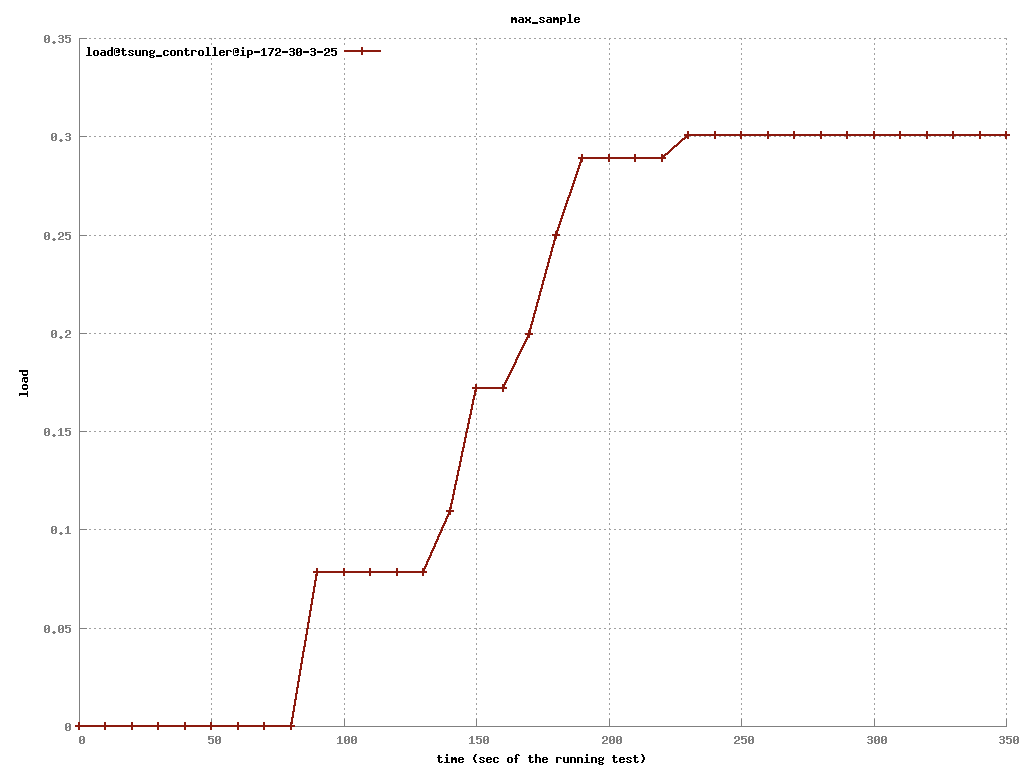 max_sample
load@tsung_controller@ip-172-30-3-25
0.35
0.3
0.25
0.2
0.15
0.1
0.05
0
load
0 50 100 150 200 250 300 350
time (sec of the running test)